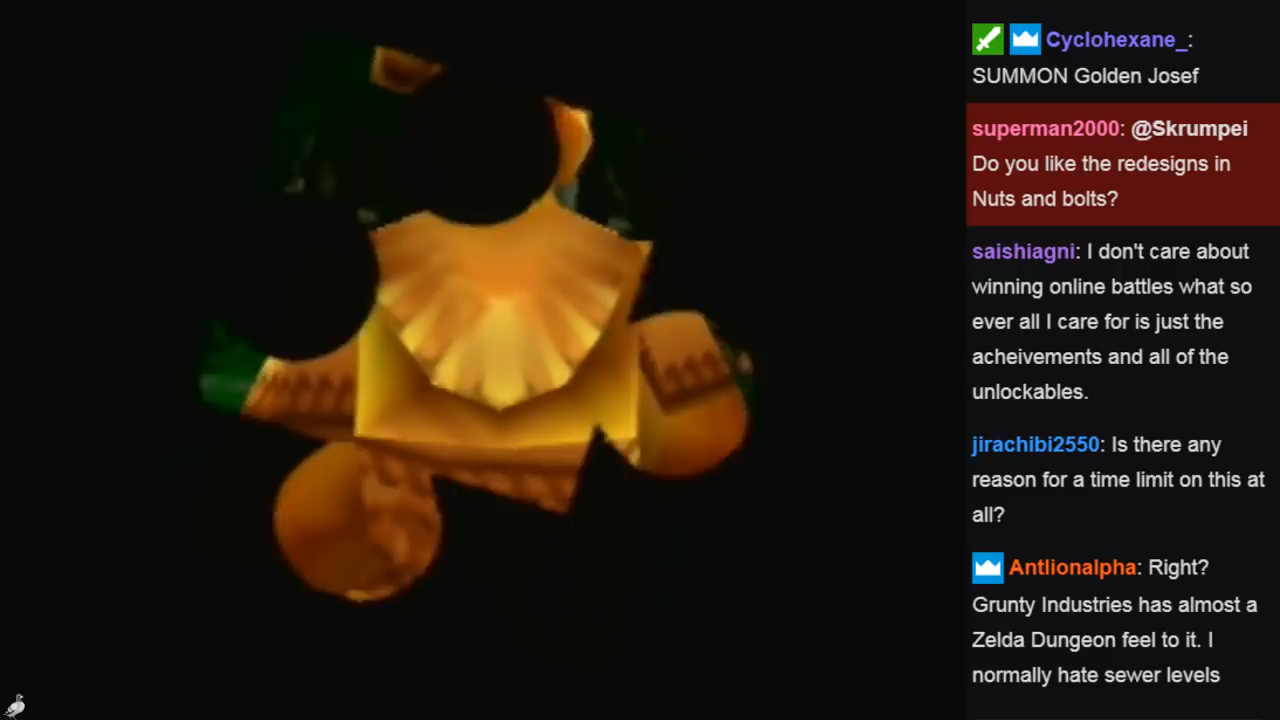 Cyclohexane_:
SUMMON Golden Josef
superman2000: @Skrumpei
Do you like the redesigns in
Nuts and bolts?
saishiagni: I don't care about
winning online battles what so
ever all I care for is just the
acheivements and all of the
unlockables.
jirachibi2550: Is there any
reason for a time limit on this at
all?
Antlionalpha: Right?
Grunty Industries has almost a
Zelda Dungeon feel to it. I
normally hate sewer levels